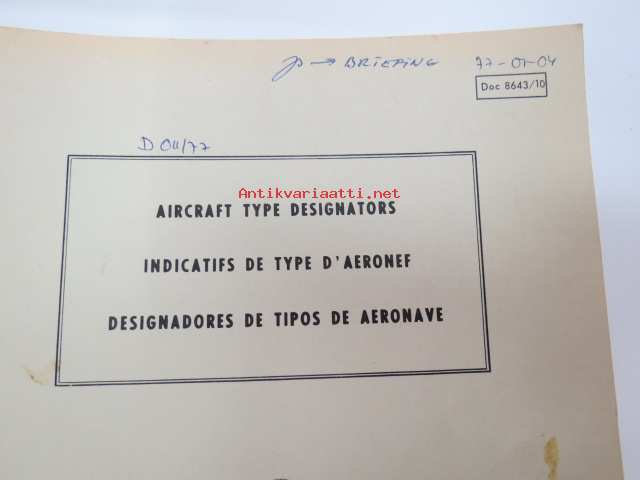 → BRIEFING 77-01-04
Doc 8643/10
D 011/77
Antikvariaatti.net
AIRCRAFT TYPE DESIGNATORS
INDICATIFS DE TYPE D'AERONEF
DESIGNADORES DE TIPOS DE AERONAVE